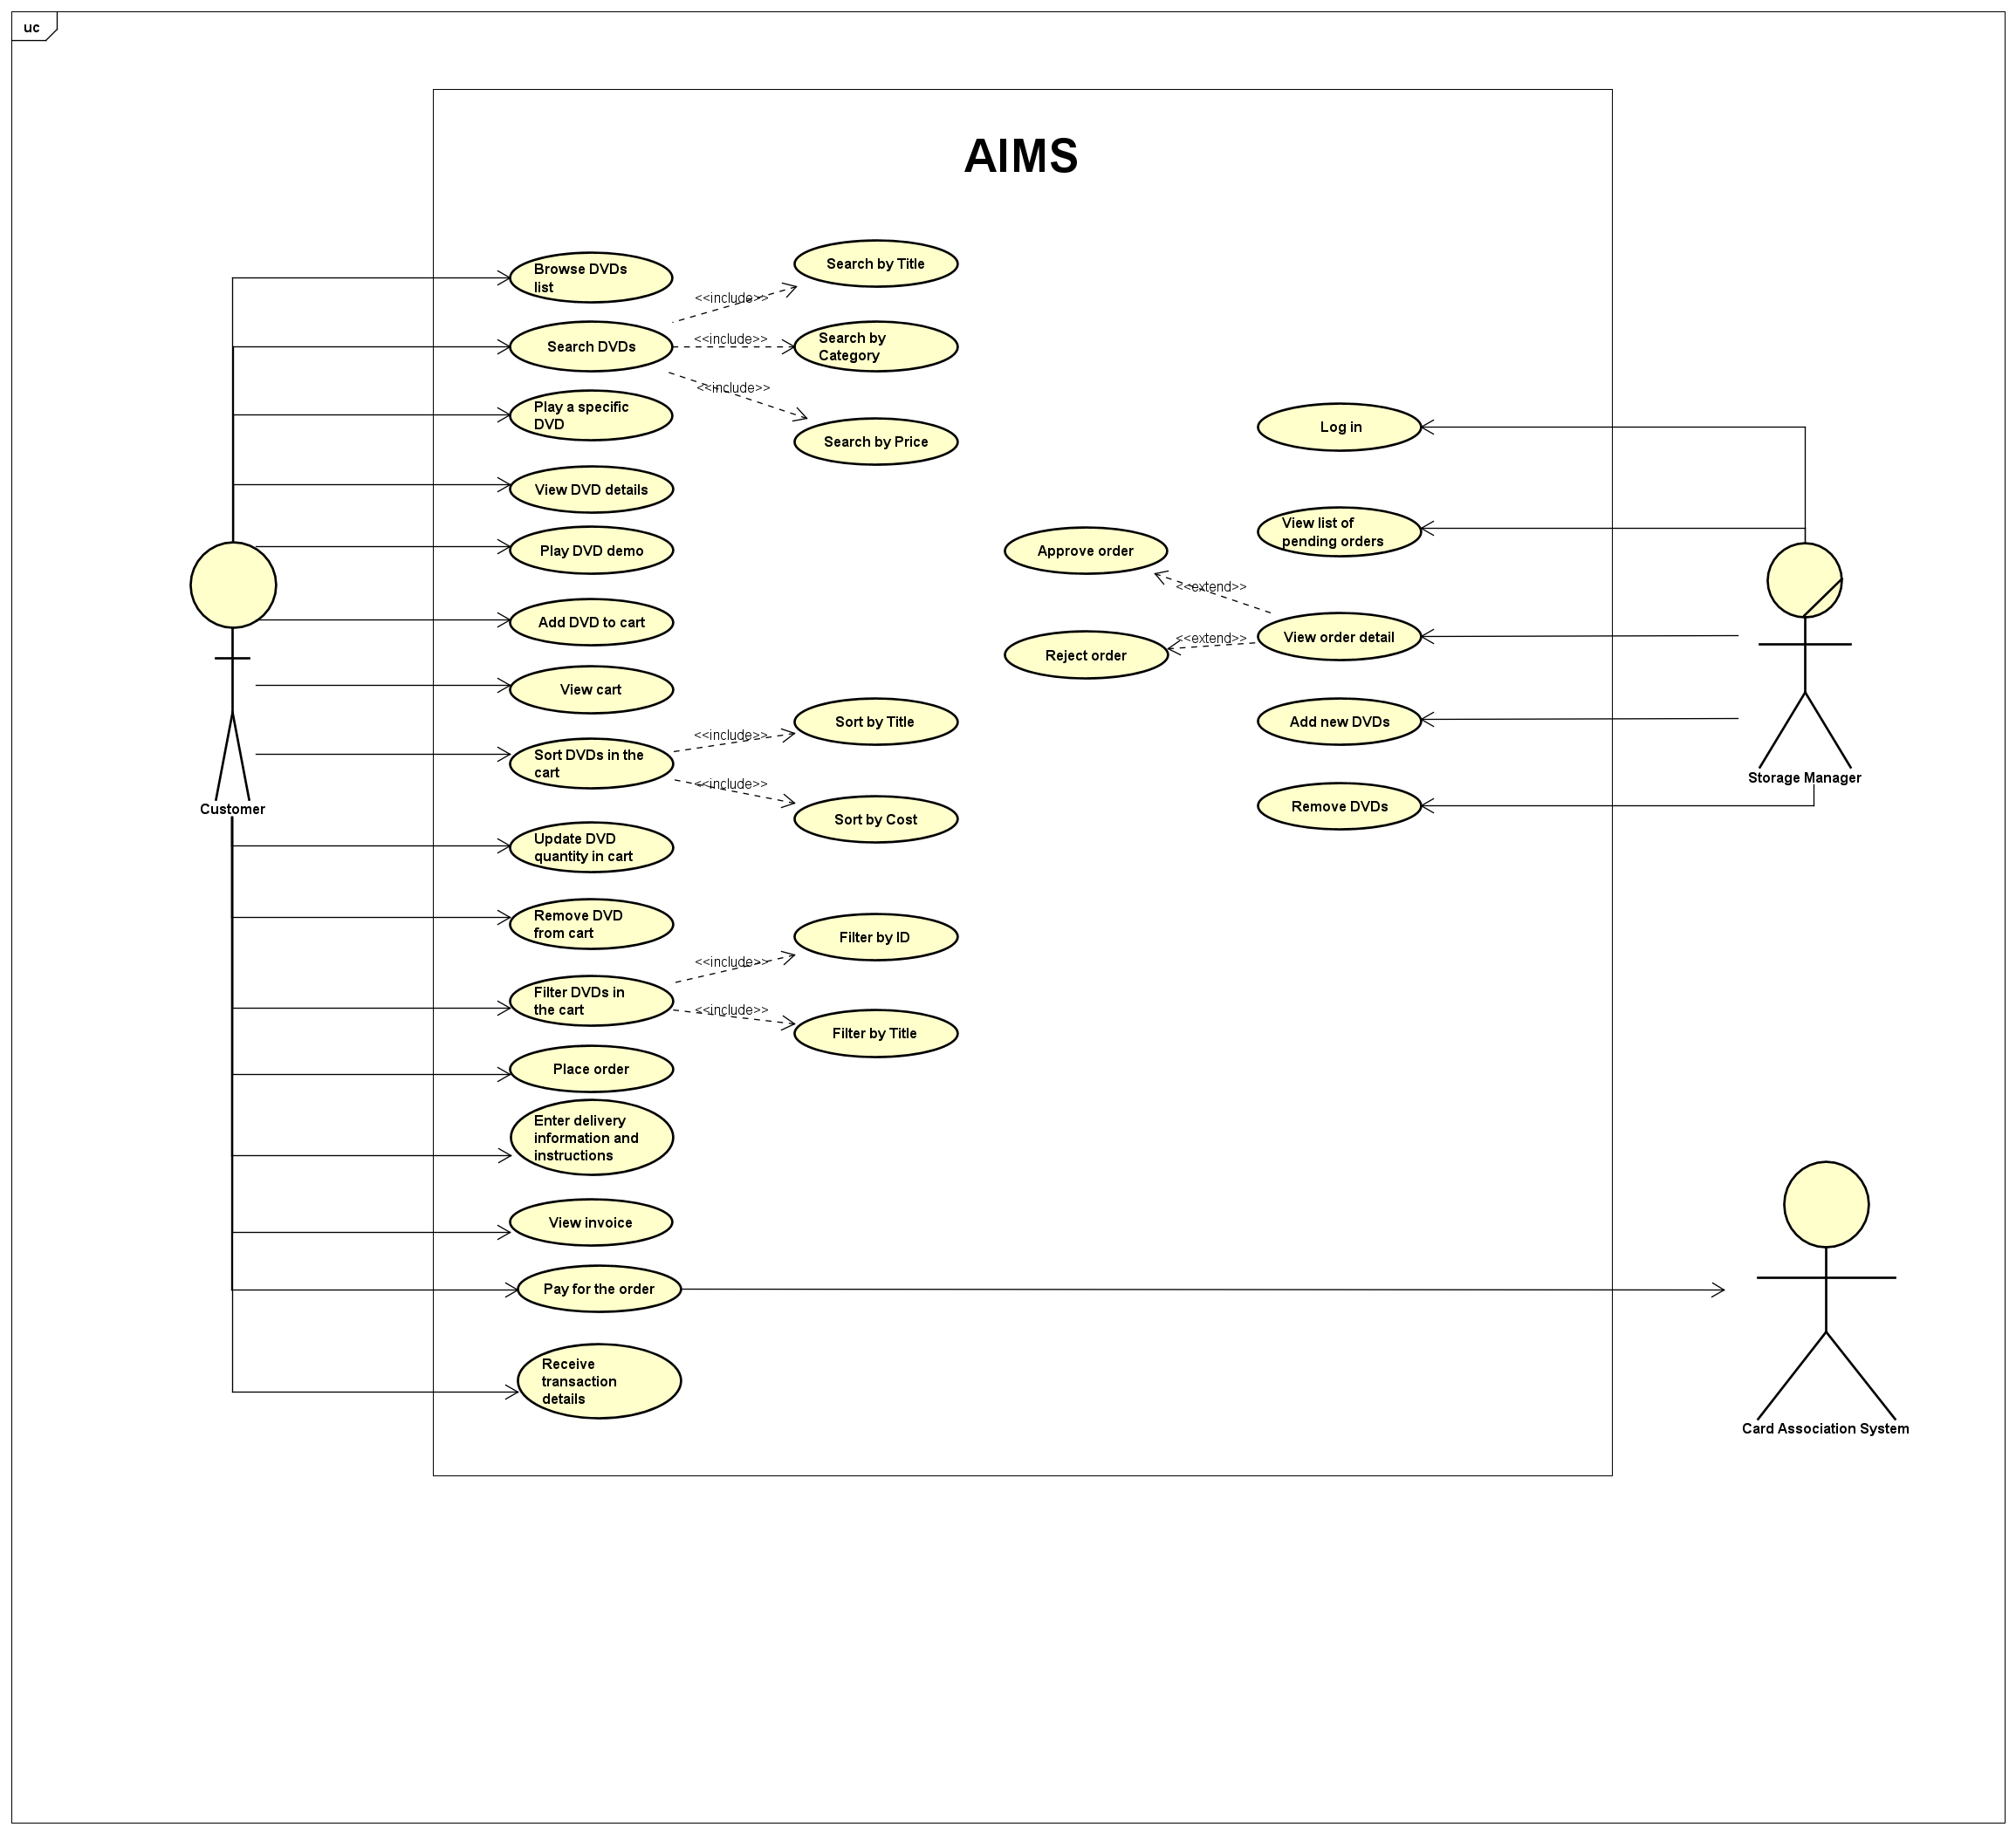 uc
AIMS
Browse DVDs
list
Search DVDs
Play a specific
DVD
View DVD details
Play DVD demo
Add DVD to cart
View cart
Sort DVDs in the
cart
Update DVD
quantity in cart
Remove DVD
from cart
Filter DVDs in
the cart
Place order
Enter delivery
information and
instructions
View invoice
Pay for the order
Receive
transaction
details
<<include>>
<<include>>
<<include>>
Search by Title
Search by
Category
Search by Price
<<include>>
<<include>>
Sort by Title
Sort by Cost
<<include>>
<<include>>
Filter by ID
Filter by Title
Approve order
Reject order
<<extend>>
<<extend>>
Log in
View list of
pending orders
View order detail
Add new DVDs
Remove DVDs
Customer
Storage Manager
Card Association System